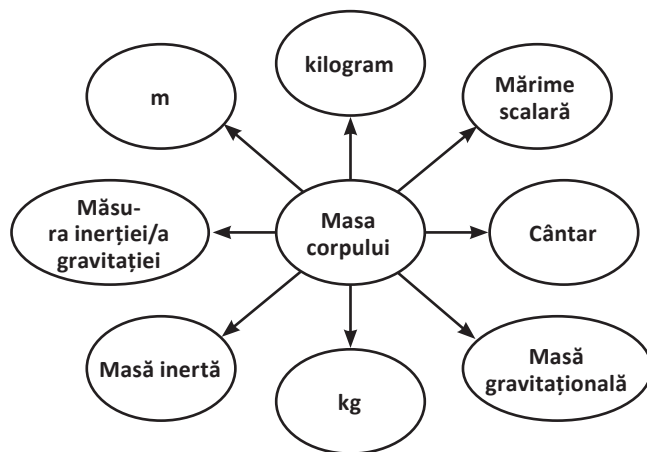 kilogram
m
Mărime
scalară
Măsu-
ra inerției/a
gravitației
Masa
corpului
Cântar
Masă inertă
kg
Masă
gravitațională